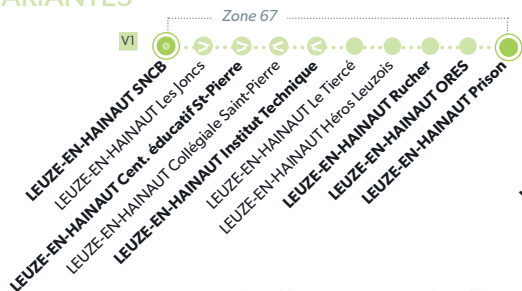 Zone 67
V1
LEUZE-EN-HAINAUT SNCB
LEUZE-EN-HAINAUT Les Joncs
LEUZE-EN-HAINAUT Cent. éducatif St-Pierre
LEUZE-EN-HAINAUT Collégiale Saint-Pierre
LEUZE-EN-HAINAUT Institut Technique
LEUZE-EN-HAINAUT Le Tiercé
LEUZE-EN-HAINAUT Héros Leuzois
LEUZE-EN-HAINAUT Rucher
LEUZE-EN-HAINAUT ORES
LEUZE-EN-HAINAUT Prison